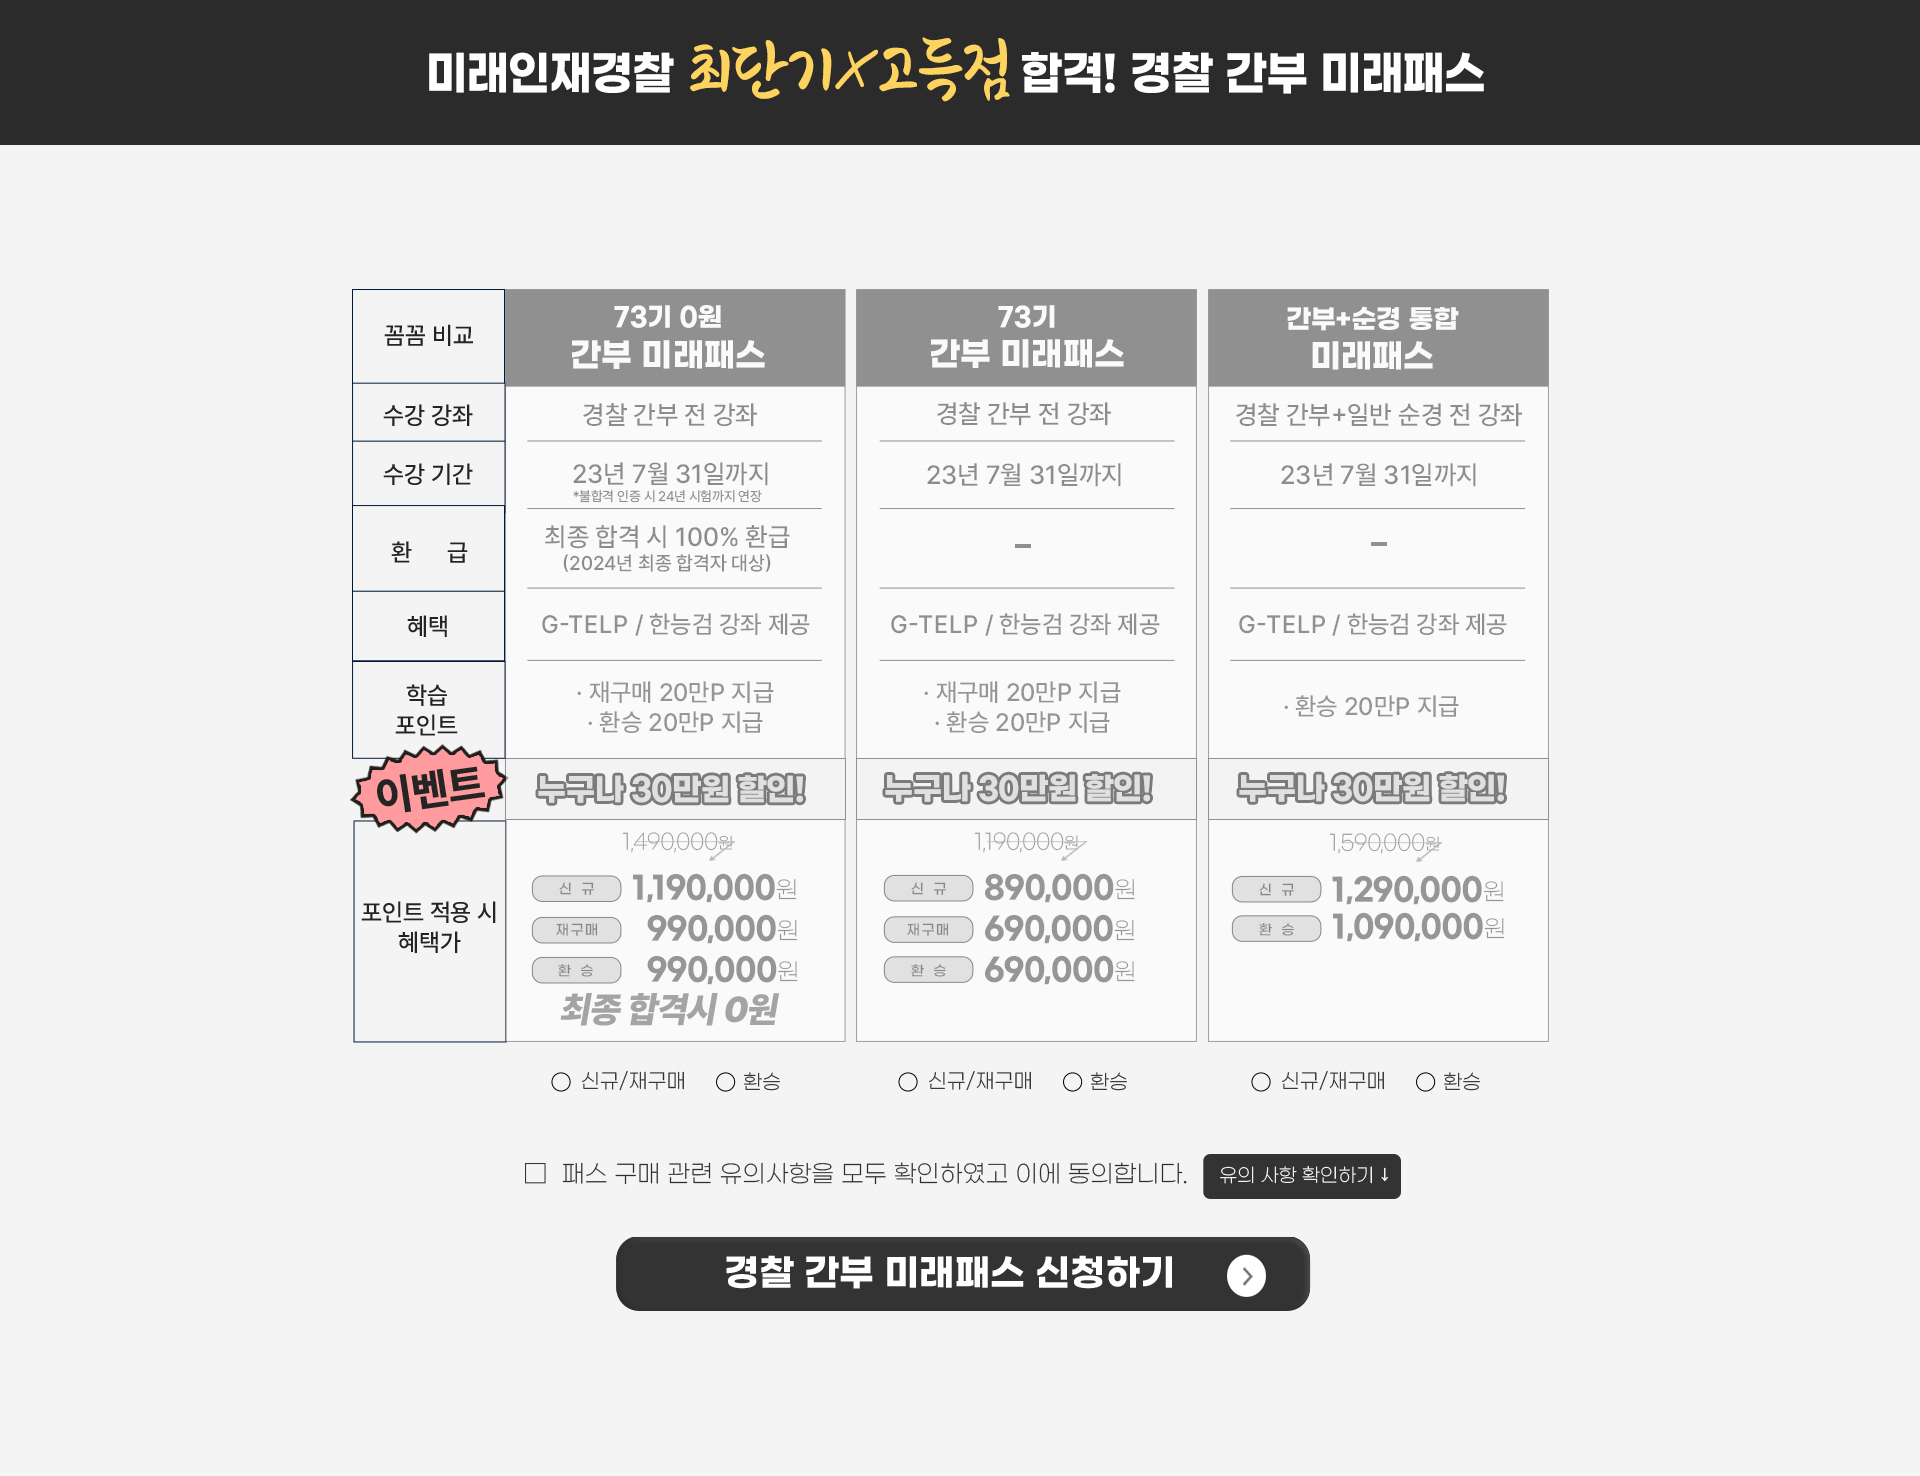 미래인재경찰 최단기X고득점 합격! 경찰 간부 미래패스
꼼꼼 비교
73기 0원
간부 미래패스
73기
간부 미래패스
간부+순경 통합
미래패스
수강 강좌
경찰 간부 전 강좌
경찰 간부 전 강좌
경찰 간부+일반 순경 전 강좌
수강 기간
23년 7월 31일까지
*불합격 인증 시 24년 시험까지 연장
23년 7월 31일까지
23년 7월 31일까지
환 급
최종 합격 시 100% 환급
(2024년 최종 합격자 대상)
-
-
혜택
G-TELP / 한능검 강좌 제공
G-TELP / 한능검 강좌 제공
G-TELP / 한능검 강좌 제공
학습
포인트
· 재구매 20만P 지급
· 환승 20만P 지급
· 재구매 20만P 지급
· 환승 20만P 지급
· 환승 20만P 지급
이벤트
누구나 30만원 할인!
누구나 30만원 할인!
누구나 30만원 할인!
포인트 적용 시
혜택가
1,490,000원
신 규 1,190,000원
재구매 990,000원
환 승 990,000원
최종 합격시 0원
1,190,000원
신 규 890,000원
재구매 690,000원
환 승 690,000원
1,590,000원
신 규 1,290,000원
환 승 1,090,000원
신규/재구매 환승
신규/재구매 환승
신규/재구매 환승
패스 구매 관련 유의사항을 모두 확인하였고 이에 동의합니다.
유의 사항 확인하기 ↓
경찰 간부 미래패스 신청하기